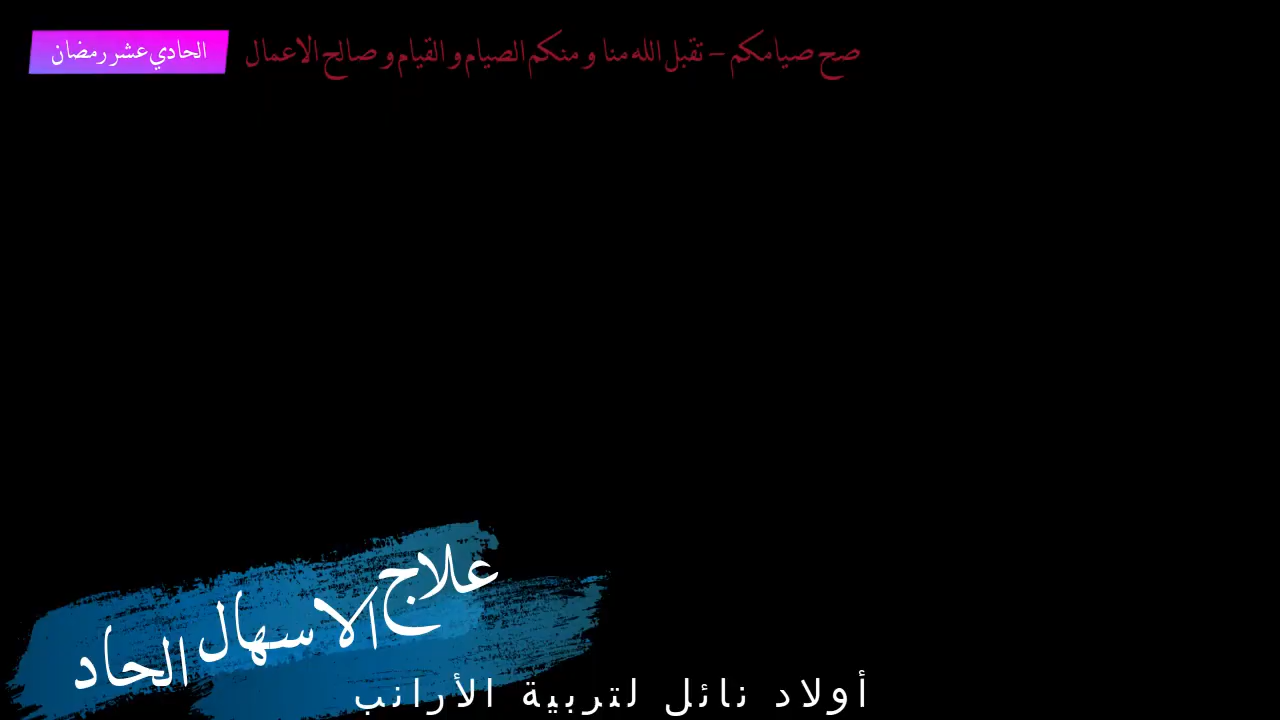 صح صيامكم - تقبل الله منا و منكم الصيام و القيام و صالح الاعمال
الحادي عشر رمضان
علاج الاسهال الحاد
أولاد نائل لتربية الأرانب